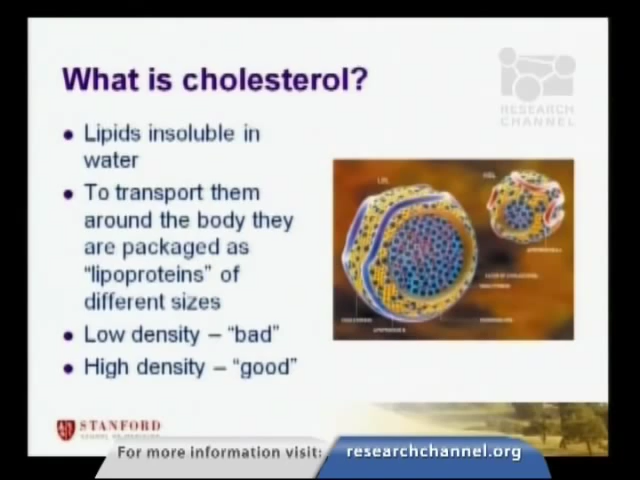 What is cholesterol?
RESEARCH
CHANNEL
Lipids insoluble in
water
To transport them
around the body they
are packaged as
“lipoproteins” of
different sizes
Low density – “bad”
High density – “good”
LDL
HDL
STANFORD
SCHOOL OF MEDICINE
For more information visit:
researchchannel.org